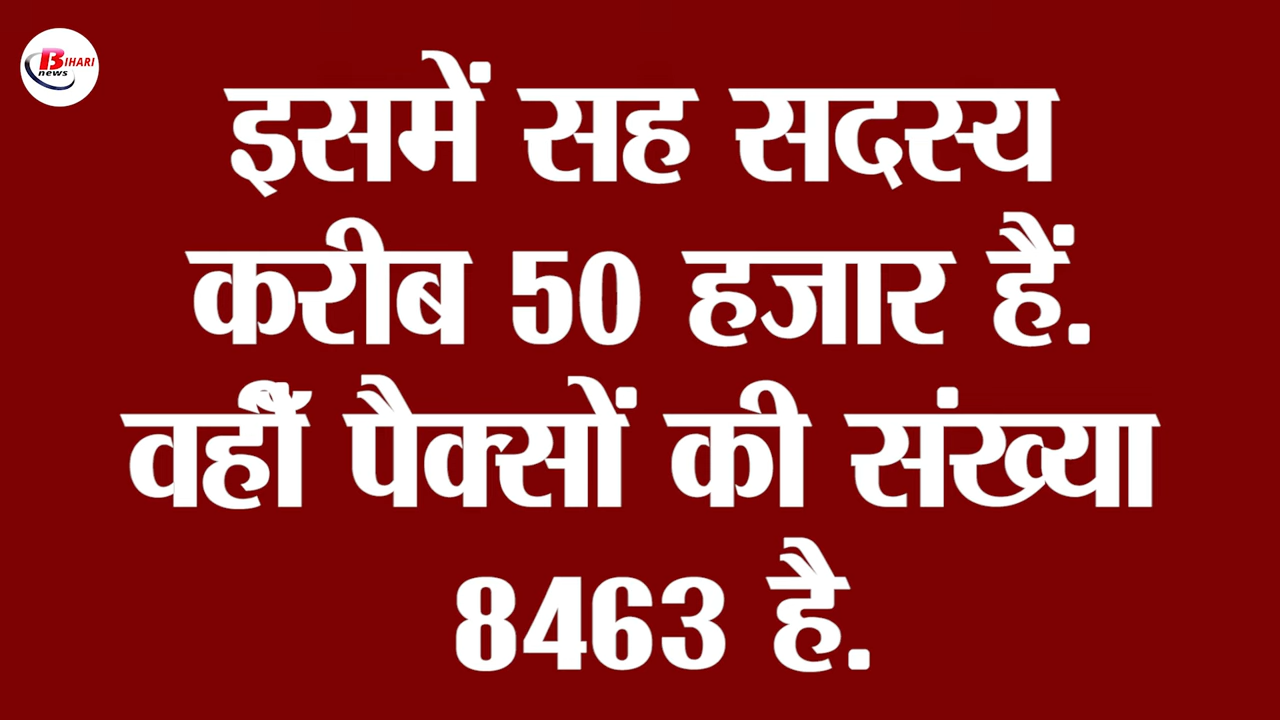 BIHARI
news
इसमें सह सदस्य
करीब 50 हजार हैं.
वहीँ पैक्सों की संख्या
8463 है.